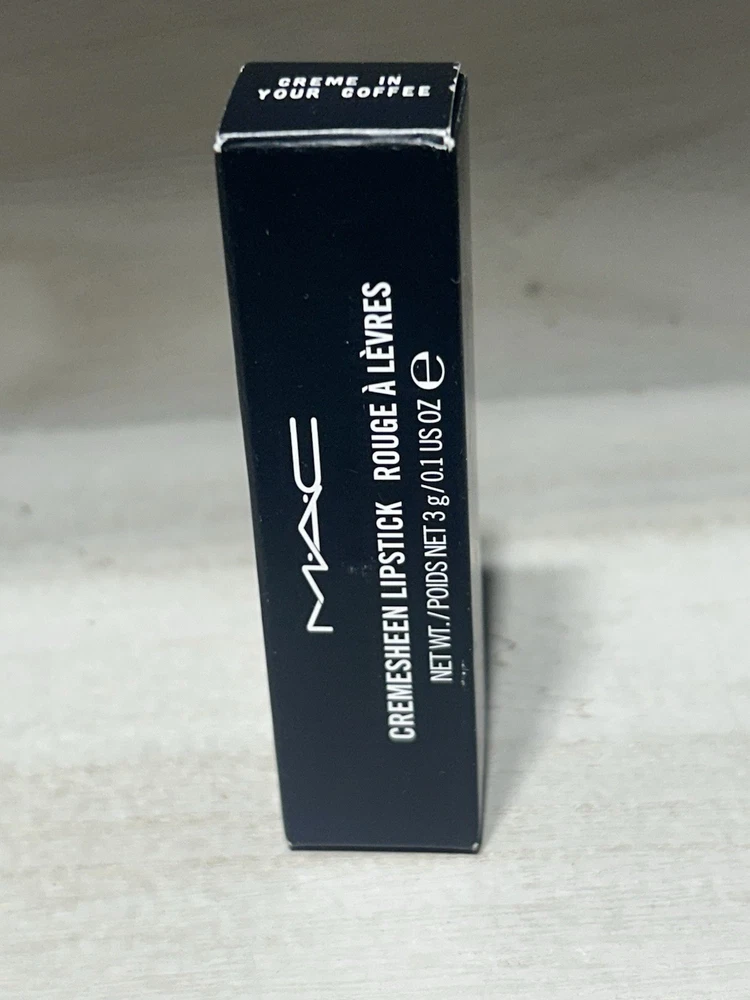 CREME IN
YOUR COFFEE
M·A·C
CREMESHEEN LIPSTICK ROUGE À LÈVRES
NET WT./POIDS NET 3 g/0.1 US OZ ℮